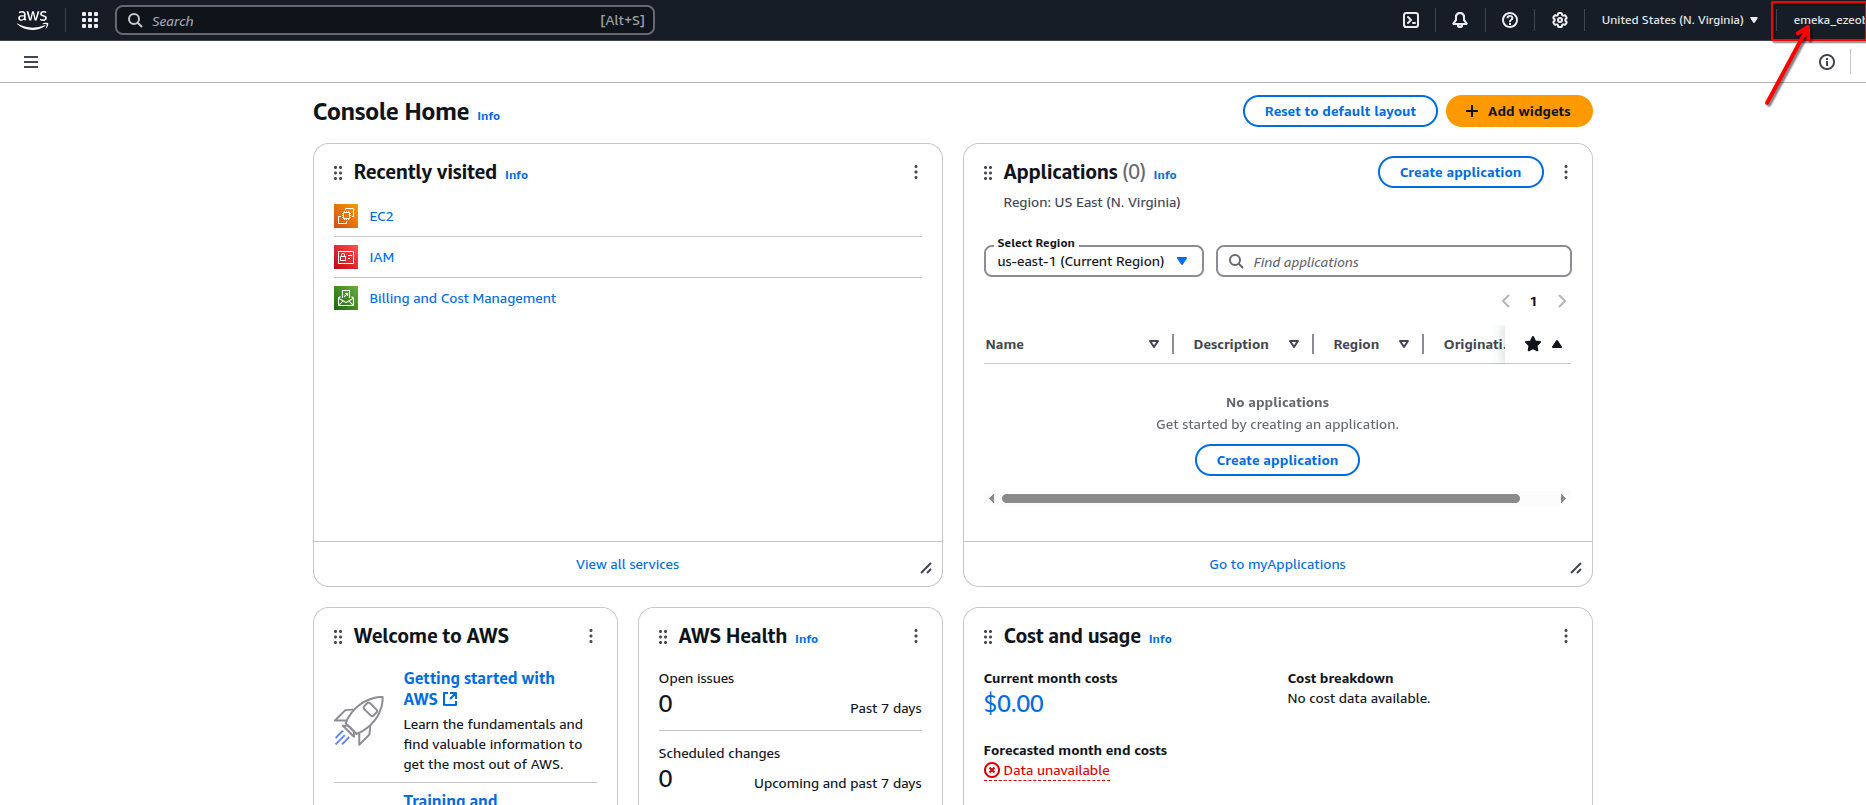 aws
Search [Alt+S]
United States (N. Virginia)
emeka_ezeo
Console Home Info
Reset to default layout
Add widgets
Recently visited Info
EC2
IAM
Billing and Cost Management
View all services
Applications (0) Info
Create application
Region: US East (N. Virginia)
Select Region
us-east-1 (Current Region)
Find applications
1
Name Description Region Originati.
No applications
Get started by creating an application.
Create application
Go to myApplications
Welcome to AWS
Getting started with
AWS
Learn the fundamentals and
find valuable information to
get the most out of AWS.
Training and
AWS Health Info
Open issues
0 Past 7 days
Scheduled changes
0 Upcoming and past 7 days
Cost and usage Info
Current month costs
$0.00
Cost breakdown
No cost data available.
Forecasted month end costs
Data unavailable